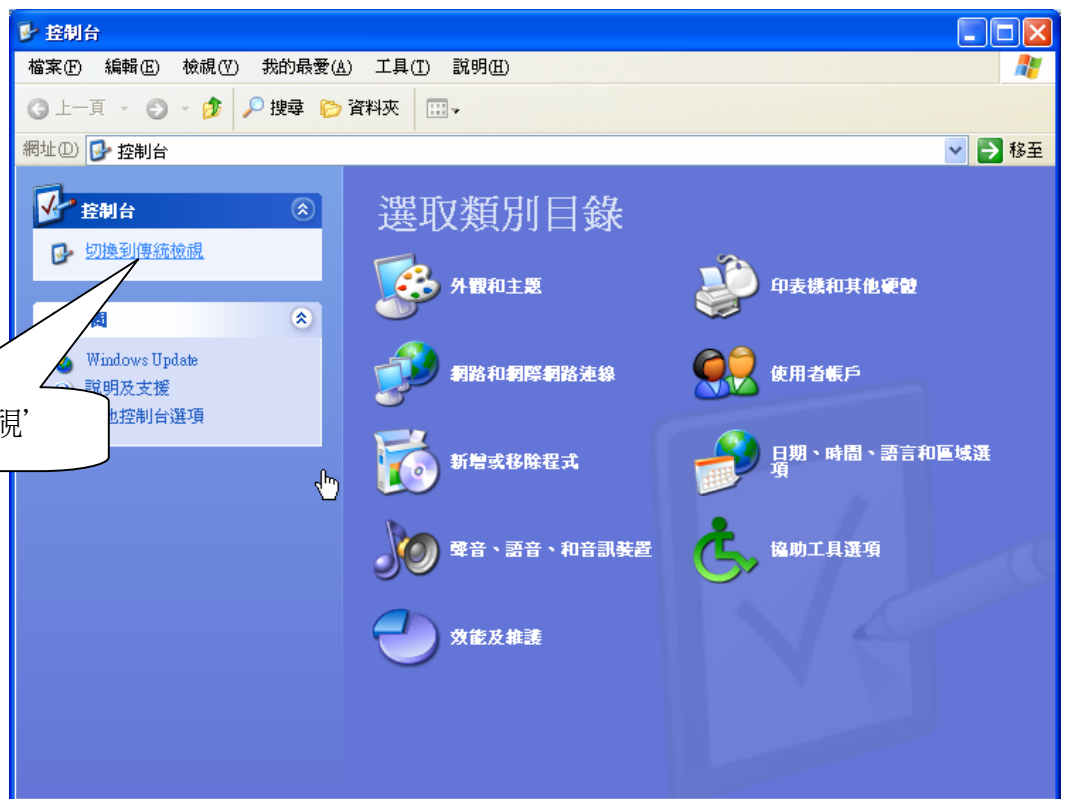 控制台
檔案(F) 編輯(E) 檢視(V) 我的最愛(A) 工具(T) 說明(H)
上一頁 搜尋 資料夾
網址(D) 控制台 移至
控制台
切換到傳統檢視
Windows Update
說明及支援
控制台選項
視'
選取類別目錄
外觀和主題
印表機和其他硬體
網路和網際網路連線
使用者帳戶
新增或移除程式
日期、時間、語言和區域選
項
聲音、語音、和音訊裝置
協助工具選項
效能及維護